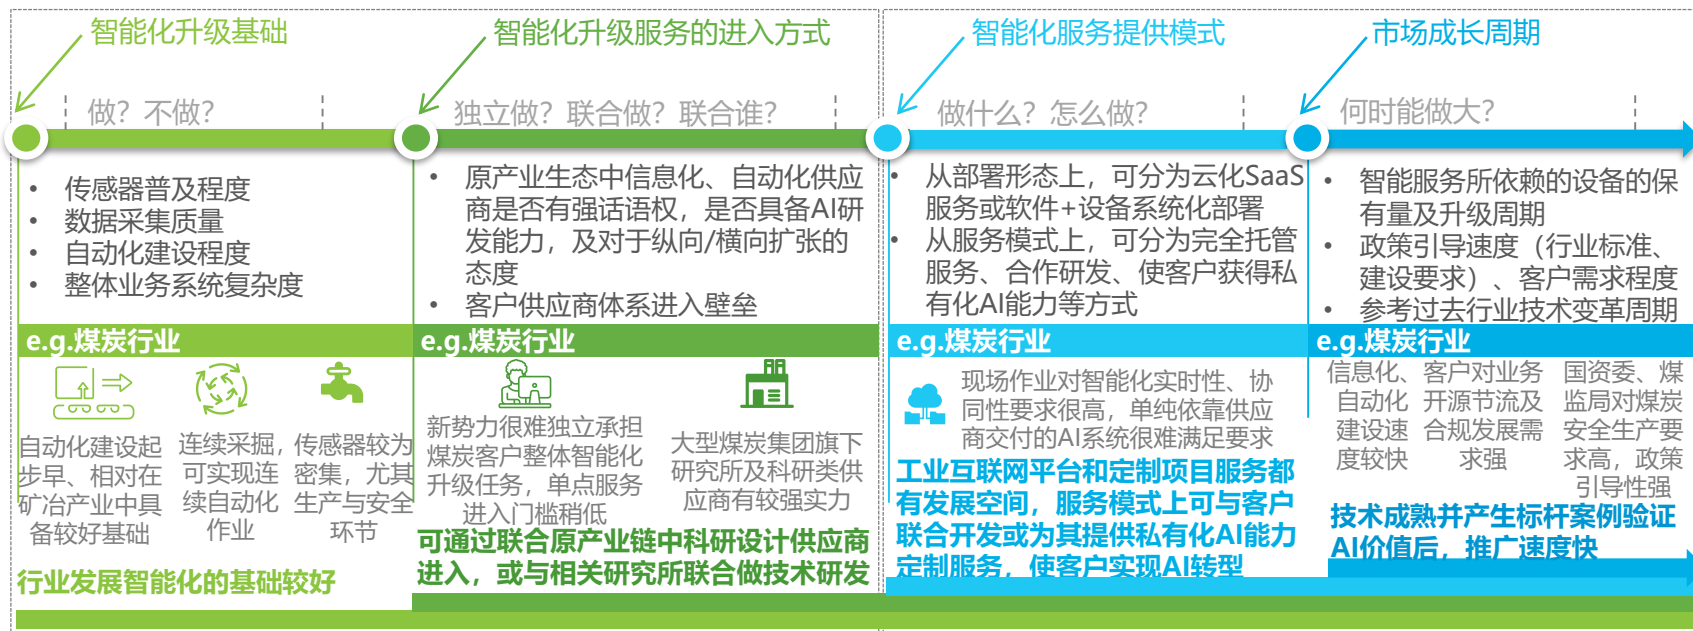 智能化升级基础
做？不做？
• 传感器普及程度
• 数据采集质量
• 自动化建设程度
• 整体业务系统复杂度
e.g.煤炭行业
自动化建设起
步早、相对在
矿冶产业中具
备较好基础
连续采掘，
可实现连
续自动化
作业
传感器较为
密集，尤其
生产与安全
环节
行业发展智能化的基础较好
智能化升级服务的进入方式
独立做？联合做？联合谁？
• 原产业生态中信息化、自动化供应
商是否有强话语权，是否具备AI研
发能力，及对于纵向/横向扩张的
态度
• 客户供应商体系进入壁垒
e.g.煤炭行业
新势力很难独立承担
煤炭客户整体智能化
升级任务，单点服务
进入门槛稍低
大型煤炭集团旗下
研究所及科研类供
应商有较强实力
可通过联合原产业链中科研设计供应商
进入，或与相关研究所联合做技术研发
智能化服务提供模式
做什么？怎么做？
• 从部署形态上，可分为云化SaaS
服务或软件+设备系统化部署
• 从服务模式上，可分为完全托管
服务、合作研发、使客户获得私
有化AI能力等方式
e.g.煤炭行业
现场作业对智能化实时性、协
同性要求很高，单纯依靠供应
商交付的AI系统很难满足要求
工业互联网平台和定制项目服务都
有发展空间，服务模式上可与客户
联合开发或为其提供私有化AI能力
定制服务，使客户实现AI转型
市场成长周期
何时能做大？
• 智能服务所依赖的设备的保
有量及升级周期
• 政策引导速度（行业标准、
建设要求）、客户需求程度
• 参考过去行业技术变革周期
e.g.煤炭行业
信息化、
自动化
建设速
度较快
客户对业务
开源节流及
合规发展需
求强
国资委、煤
监局对煤炭
安全生产要
求高，政策
引导性强
技术成熟并产生标杆案例验证
AI价值后，推广速度快